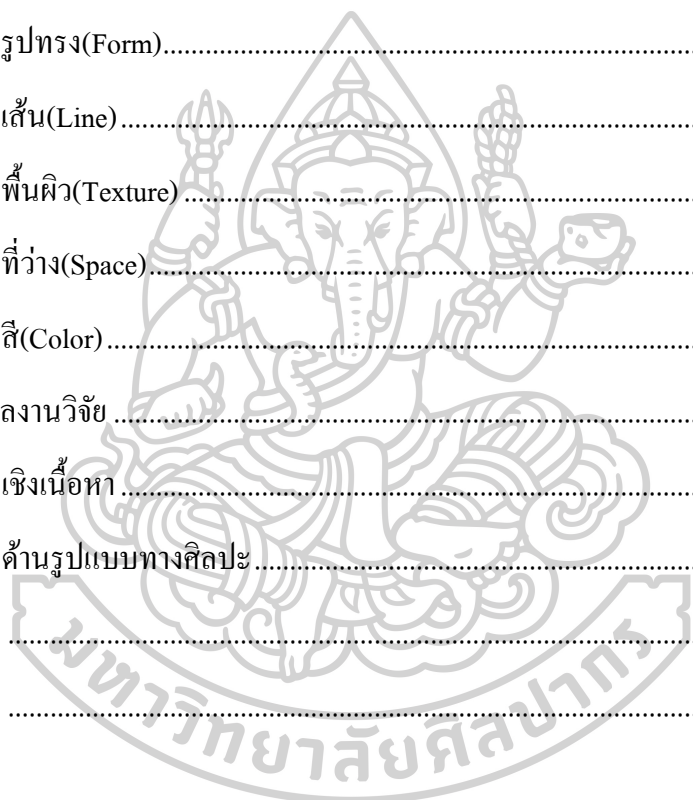 รูปทรง(Form)................................................................................
เส้น(Line)................................................................................
พื้นผิว(Texture)................................................................................
ที่ว่าง(Space)................................................................................
สี(Color)................................................................................
ลงานวิจัย................................................................................
เชิงเนื้อหา................................................................................
ด้านรูปแบบทางศิลปะ................................................................................
................................................................................
................................................................................
มหาวิทยาลัยศิลปากร